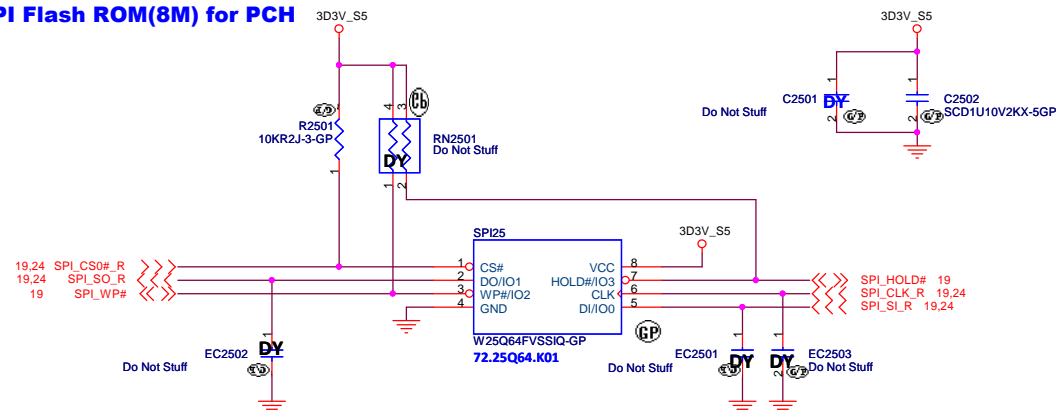 PI Flash ROM(8M) for PCH
3D3V_S5
3D3V_S5
R2501
10KR2J-3-GP
1
4
3
RN2501
Do Not Stuff
DY
1
2
Do Not Stuff
C2501
DY
1
2
G/P
1
2
C2502
SCD1U10V2KX-5GP
G/P
3D3V_S5
SPI25
19,24 SPI_CS0#_R
19,24 SPI_SO_R
19 SPI_WP#
1 CS#
2 DO/IO1
3 WP#/IO2
4 GND
VCC 8
HOLD#/IO3 7
CLK 6
DI/IO0 5
SPI_HOLD# 19
SPI_CLK_R 19,24
SPI_SI_R 19,24
W25Q64FVSSIQ-GP
72.25Q64.K01
GP
EC2502
DY
1
Do Not Stuff
EC2501
DY
1
Do Not Stuff
EC2503
DY
1
2
G/P
Do Not Stuff